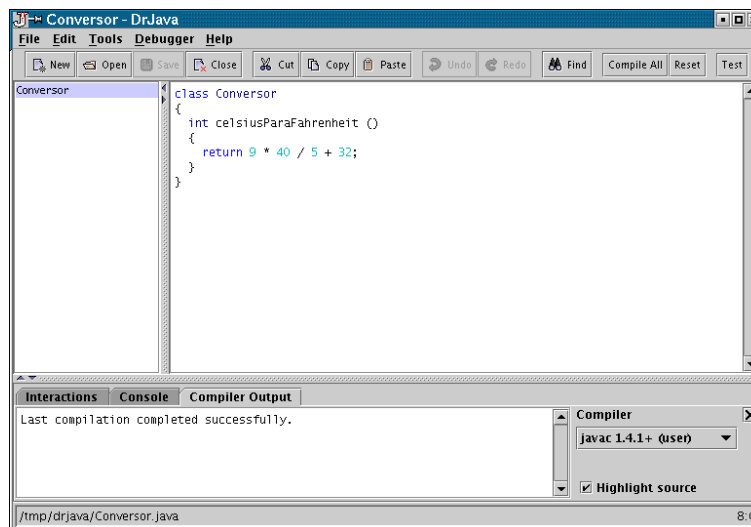 Conversor - DrJava
File Edit Tools Debugger Help
New Open Save Close Cut Copy Paste Undo Redo Find Compile All Reset Test
Conversor
class Conversor
{
int celsiusParaFahrenheit ()
{
return 9 * 40 / 5 + 32;
}
}
Interactions Console Compiler Output
Last compilation completed successfully.
Compiler
javac 1.4.1+ (user)
Highlight source
/tmp/drjava/Conversor.java